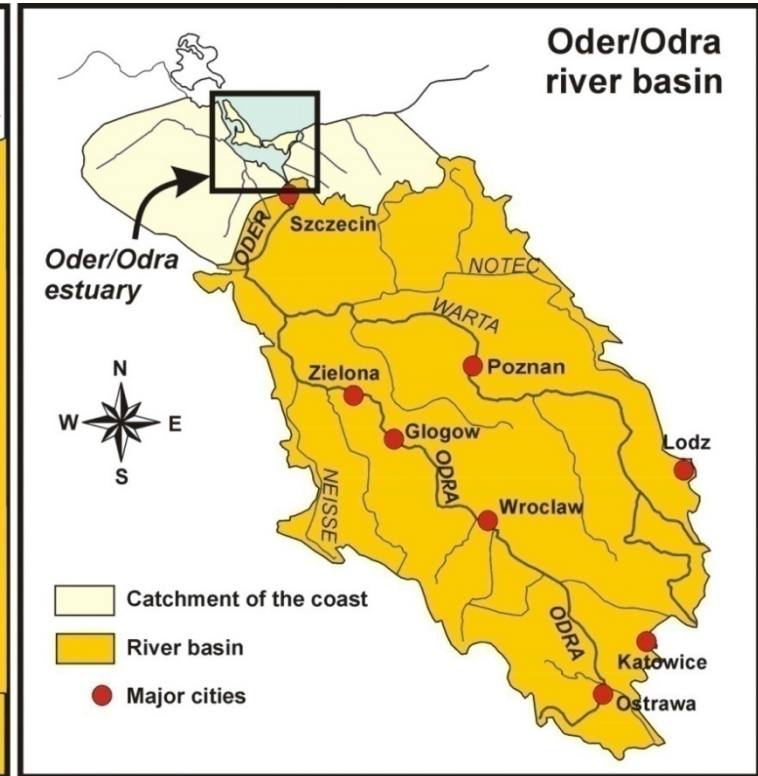 Oder/Odra
river basin
Oder/Odra
estuary
ODER
Szczecin
NOTEC
WARTA
Zielona
Poznan
Glogow
Lodz
ODRA
NEISSE
Wroclaw
ODRA
Katowice
Ostrawa
N
W
E
S
Catchment of the coast
River basin
Major cities